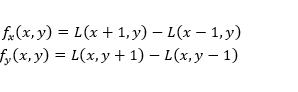 f_x(x, y) = L(x + 1, y) − L(x − 1, y)
f_y(x, y) = L(x, y + 1) − L(x, y − 1)